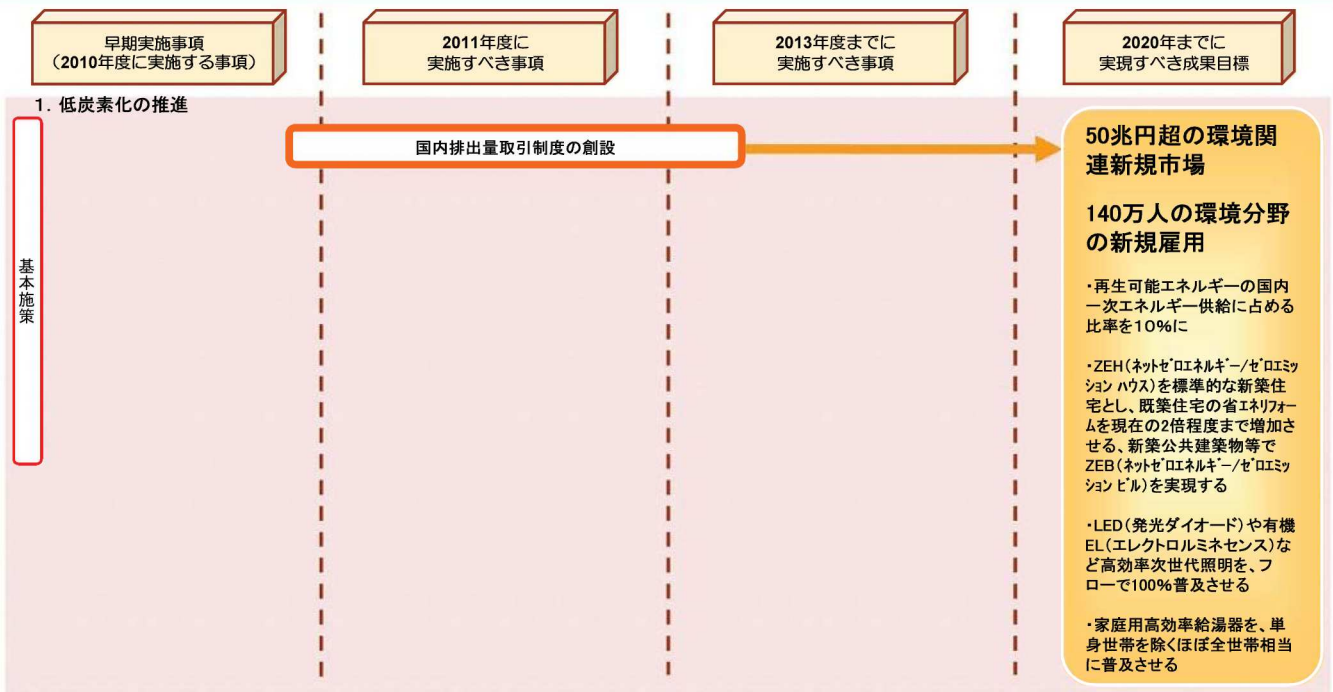 早期実施事項
（2010年度に実施する事項）
2011年度に
実施すべき事項
2013年度までに
実施すべき事項
2020年までに
実現すべき成果目標
1．低炭素化の推進
基本施策
国内排出量取引制度の創設
50兆円超の環境関
連新規市場
140万人の環境分野
の新規雇用
・再生可能エネルギーの国内
一次エネルギー供給に占める
比率を10%に
・ZEH（ネットゼロエネルギー/ゼロエミッ
ション ハウス）を標準的な新築住
宅とし、既築住宅の省エネリフォー
ムを現在の2倍程度まで増加さ
せる、新築公共建築物等で
ZEB（ネットゼロエネルギー/ゼロエミッ
ション ビル）を実現する
・LED（発光ダイオード）や有機
EL（エレクトロルミネセンス）な
ど高効率次世代照明を、フ
ローで100%普及させる
・家庭用高効率給湯器を、単
身世帯を除くほぼ全世帯相当
に普及させる